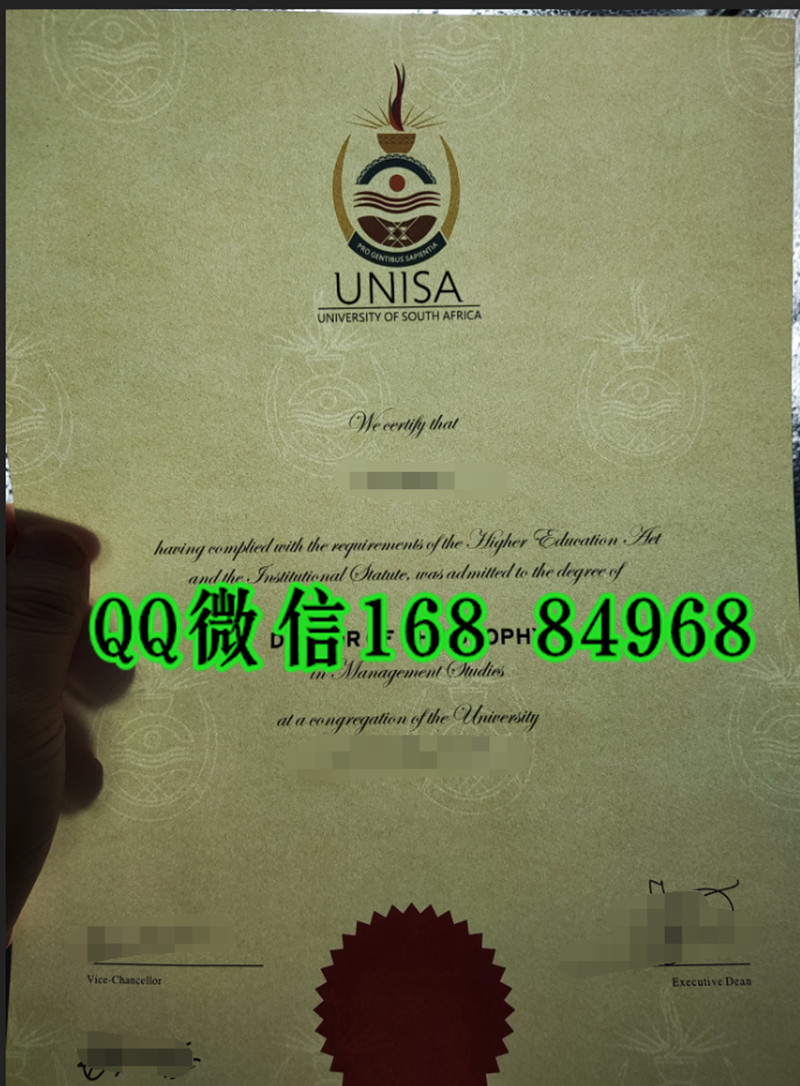 PRO GENTIBUS SAPIENTIA
UNISA
UNIVERSITY OF SOUTH AFRICA
We certify that
having complied with the requirements of the Higher Education Act
and the Institutional Statute, was admitted to the degree of
QQ微信168 84968
in Management Studies
at a congregation of the University
Vice-Chancellor
Executive Dean